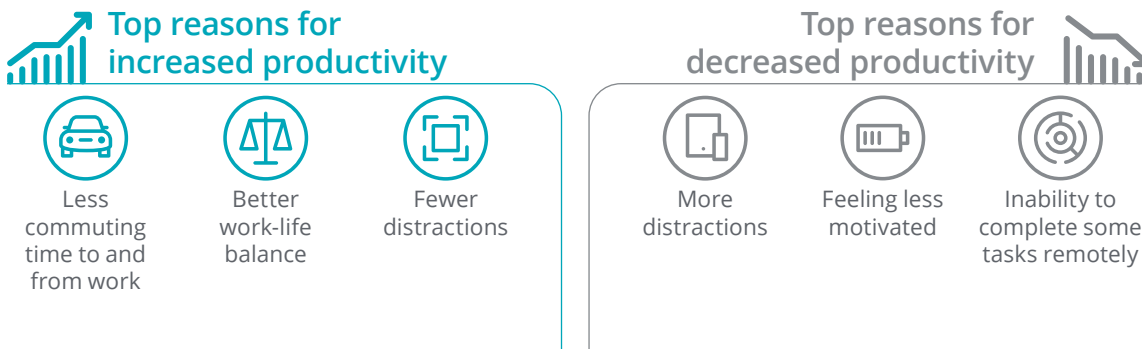 Top reasons for
increased productivity
Less
commuting
time to and
from work
Better
work-life
balance
Fewer
distractions
Top reasons for
decreased productivity
More
distractions
Feeling less
motivated
Inability to
complete some
tasks remotely